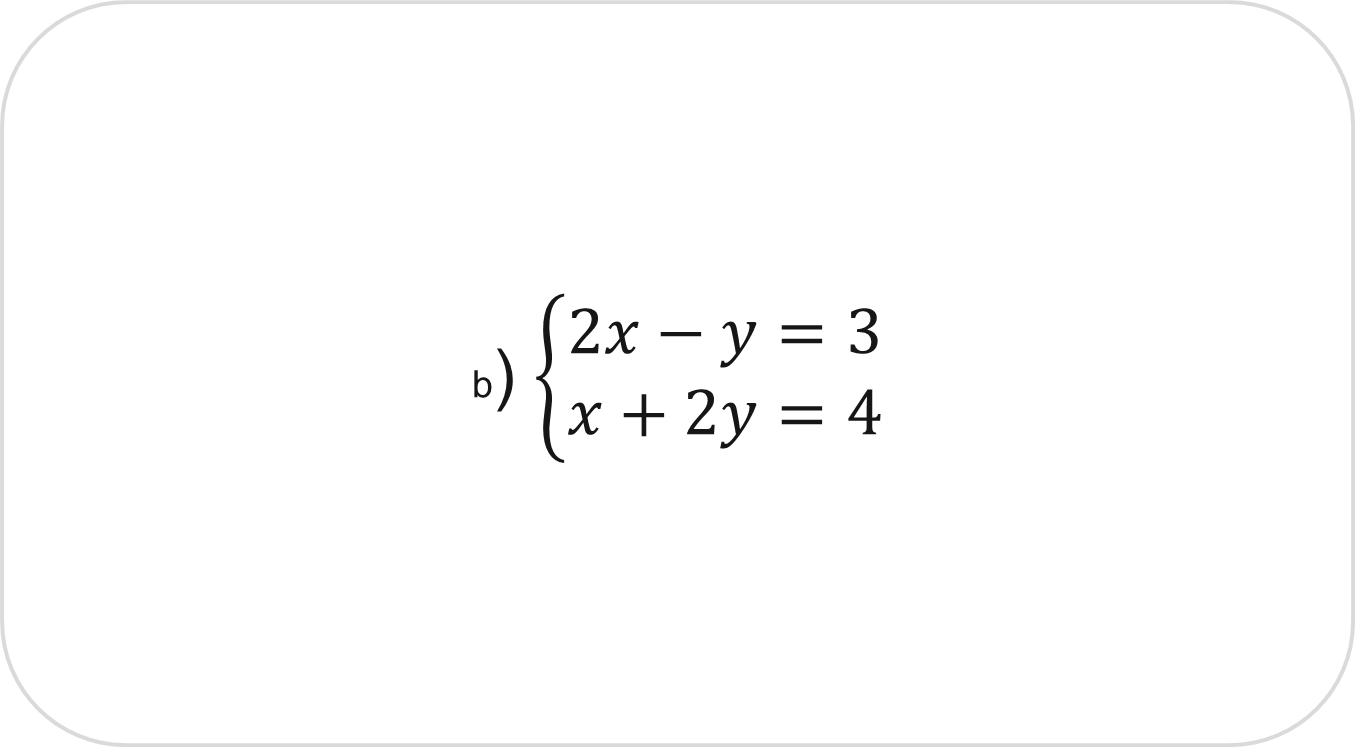 b) {2x − y = 3
x + 2y = 4